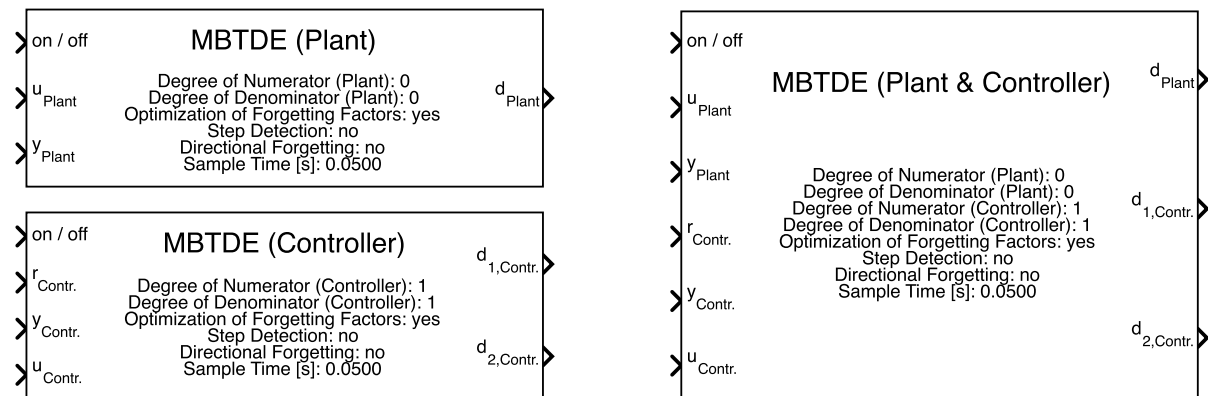 on / off
MBTDE (Plant)
Degree of Numerator (Plant): 0
u Plant
Degree of Denominator (Plant): 0
d Plant
Optimization of Forgetting Factors: yes
Step Detection: no
y Plant
Directional Forgetting: no
Sample Time [s]: 0.0500
on / off
MBTDE (Controller)
d 1,Contr.
r Contr.
Degree of Numerator (Controller): 1
Degree of Denominator (Controller): 1
Optimization of Forgetting Factors: yes
y Contr.
Step Detection: no
Directional Forgetting: no
d 2,Contr.
Sample Time [s]: 0.0500
u Contr.
on / off
MBTDE (Plant & Controller)
d Plant
u Plant
y Plant
Degree of Numerator (Plant): 0
Degree of Denominator (Plant): 0
Degree of Numerator (Controller): 1
d 1,Contr.
Degree of Denominator (Controller): 1
r Contr.
Optimization of Forgetting Factors: yes
Step Detection: no
Directional Forgetting: no
Sample Time [s]: 0.0500
y Contr.
d 2,Contr.
u Contr.